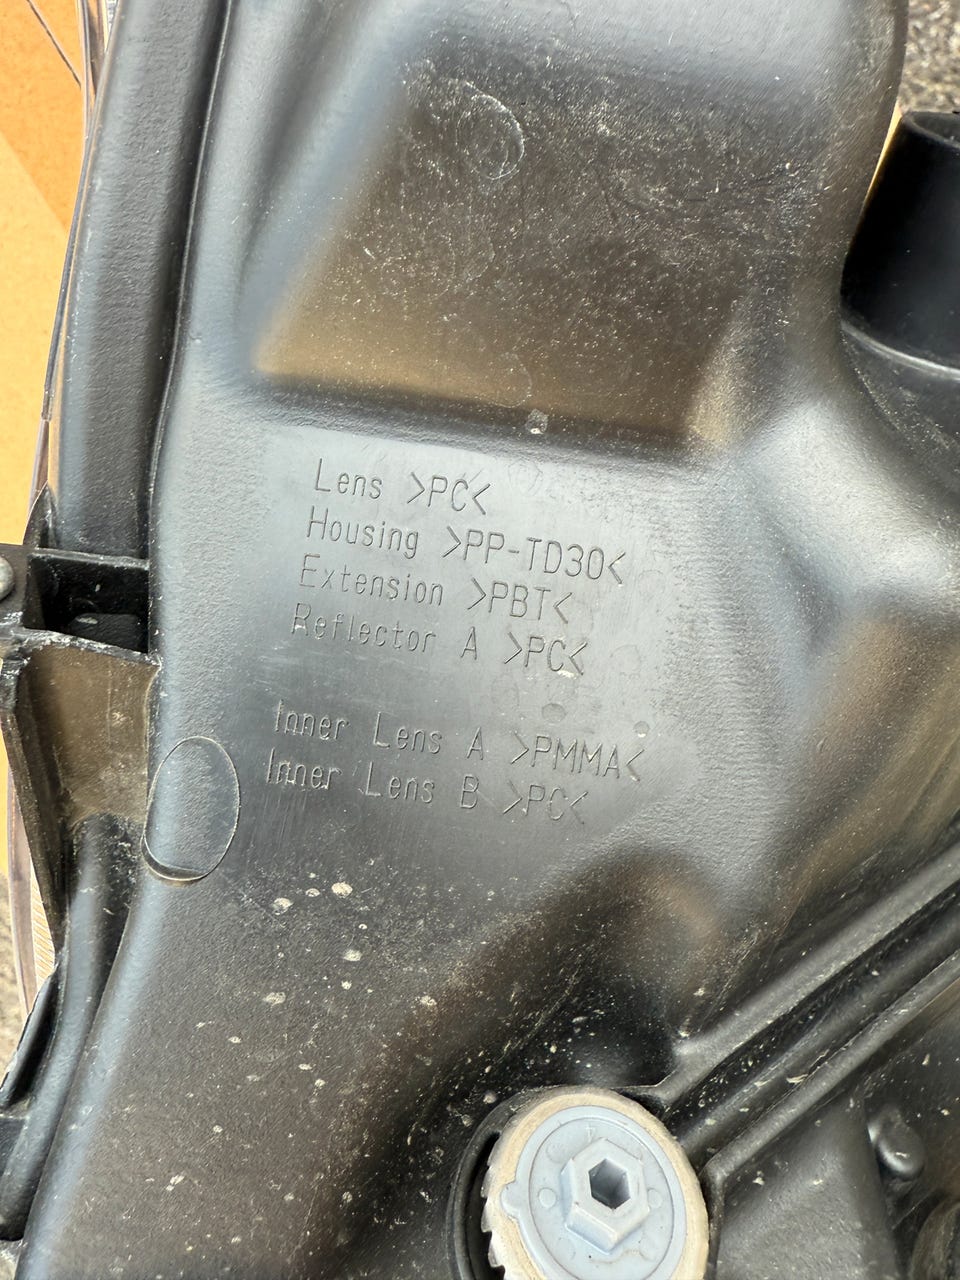 Lens >PC<
Housing >PP-TD30<
Extension >PBT<
Reflector A >PC<
Inner Lens A >PMMA<
Inner Lens B >PC<